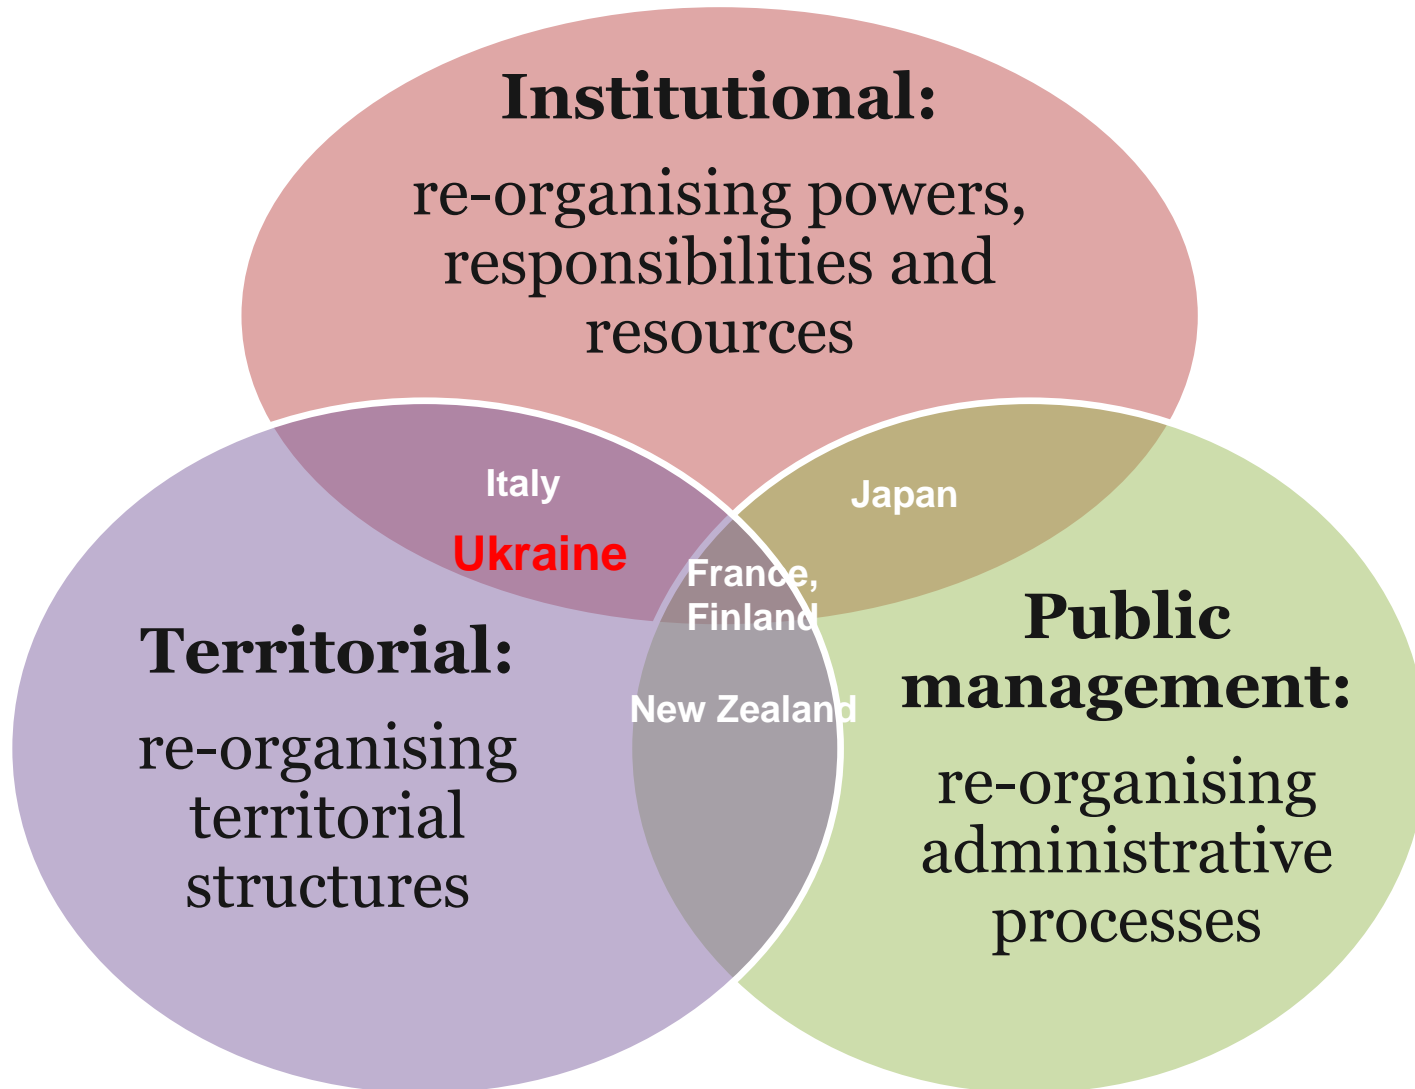 Institutional:
re-organising powers,
responsibilities and
resources
Italy
Ukraine
Japan
France,
Finland
New Zealand
Territorial:
re-organising
territorial
structures
Public
management:
re-organising
administrative
processes